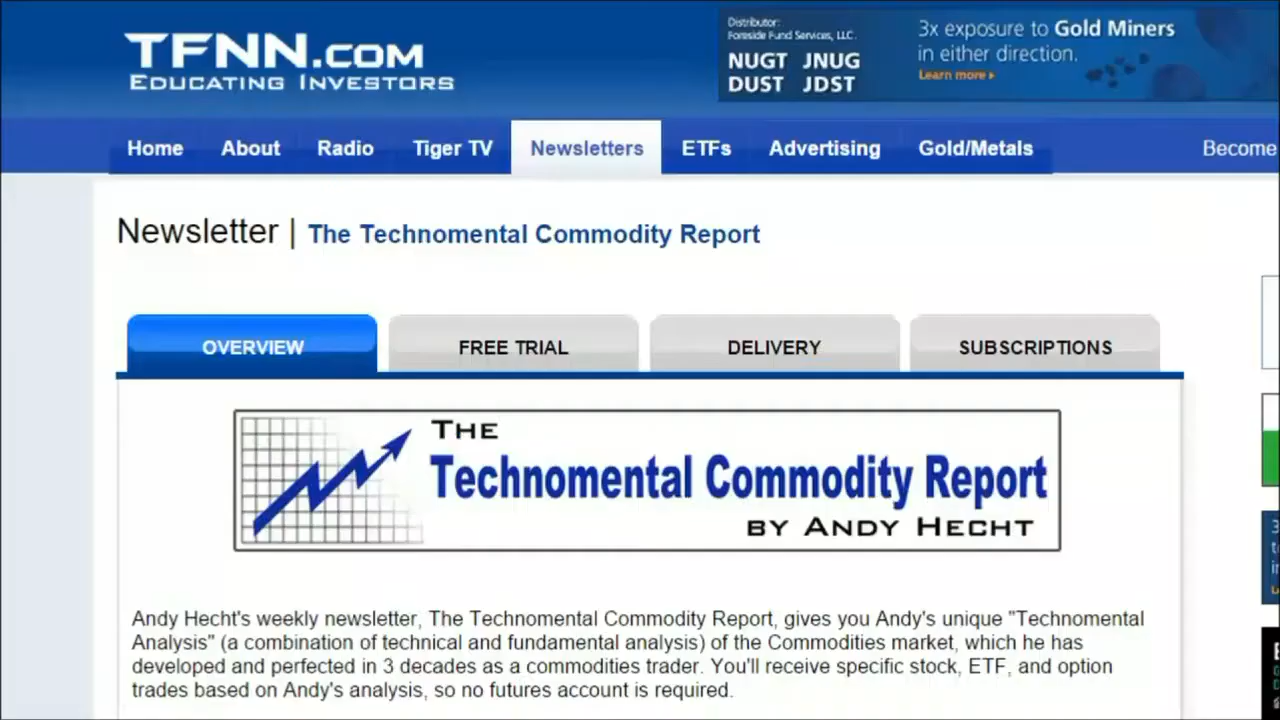 TFNN.COM
EDUCATING INVESTORS
Distributor:
Foreside Fund Services, LLC.
NUGT JNUG
DUST JDST
3x exposure to Gold Miners
in either direction.
Learn more
Home About Radio Tiger TV Newsletters ETFs Advertising Gold/Metals Become
Newsletter | The Technomental Commodity Report
OVERVIEW FREE TRIAL DELIVERY SUBSCRIPTIONS
THE
Technomental Commodity Report
BY ANDY HECHT
Andy Hecht's weekly newsletter, The Technomental Commodity Report, gives you Andy's unique "Technomental
Analysis" (a combination of technical and fundamental analysis) of the Commodities market, which he has
developed and perfected in 3 decades as a commodities trader. You'll receive specific stock, ETF, and option
trades based on Andy's analysis, so no futures account is required.